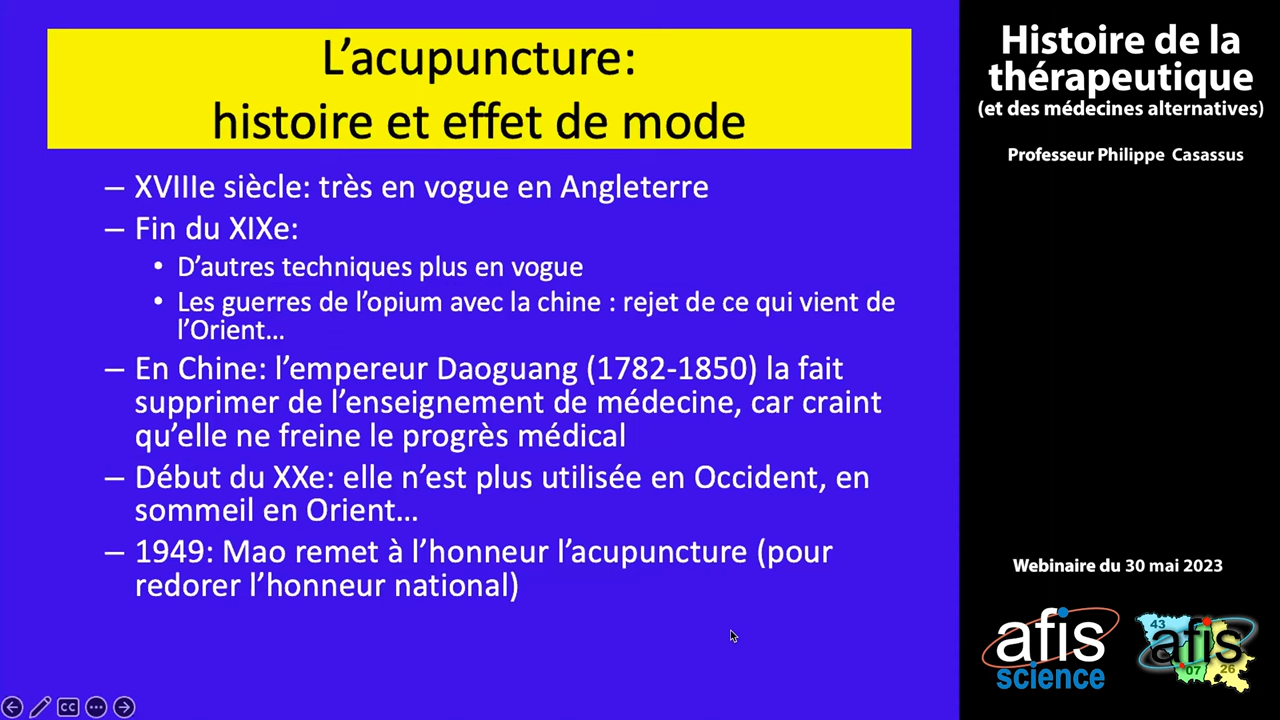 L'acupuncture:
histoire et effet de mode
– XVIIIe siècle: très en vogue en Angleterre
– Fin du XIXe:
• D'autres techniques plus en vogue
• Les guerres de l'opium avec la chine : rejet de ce qui vient de
l'Orient…
– En Chine: l'empereur Daoguang (1782-1850) la fait
supprimer de l'enseignement de médecine, car craint
qu'elle ne freine le progrès médical
– Début du XXe: elle n'est plus utilisée en Occident, en
sommeil en Orient…
– 1949: Mao remet à l'honneur l'acupuncture (pour
redorer l'honneur national)
CC
Histoire de la
thérapeutique
(et des médecines alternatives)
Professeur Philippe Casassus
Webinaire du 30 mai 2023
afis
science
43
afis
07
26